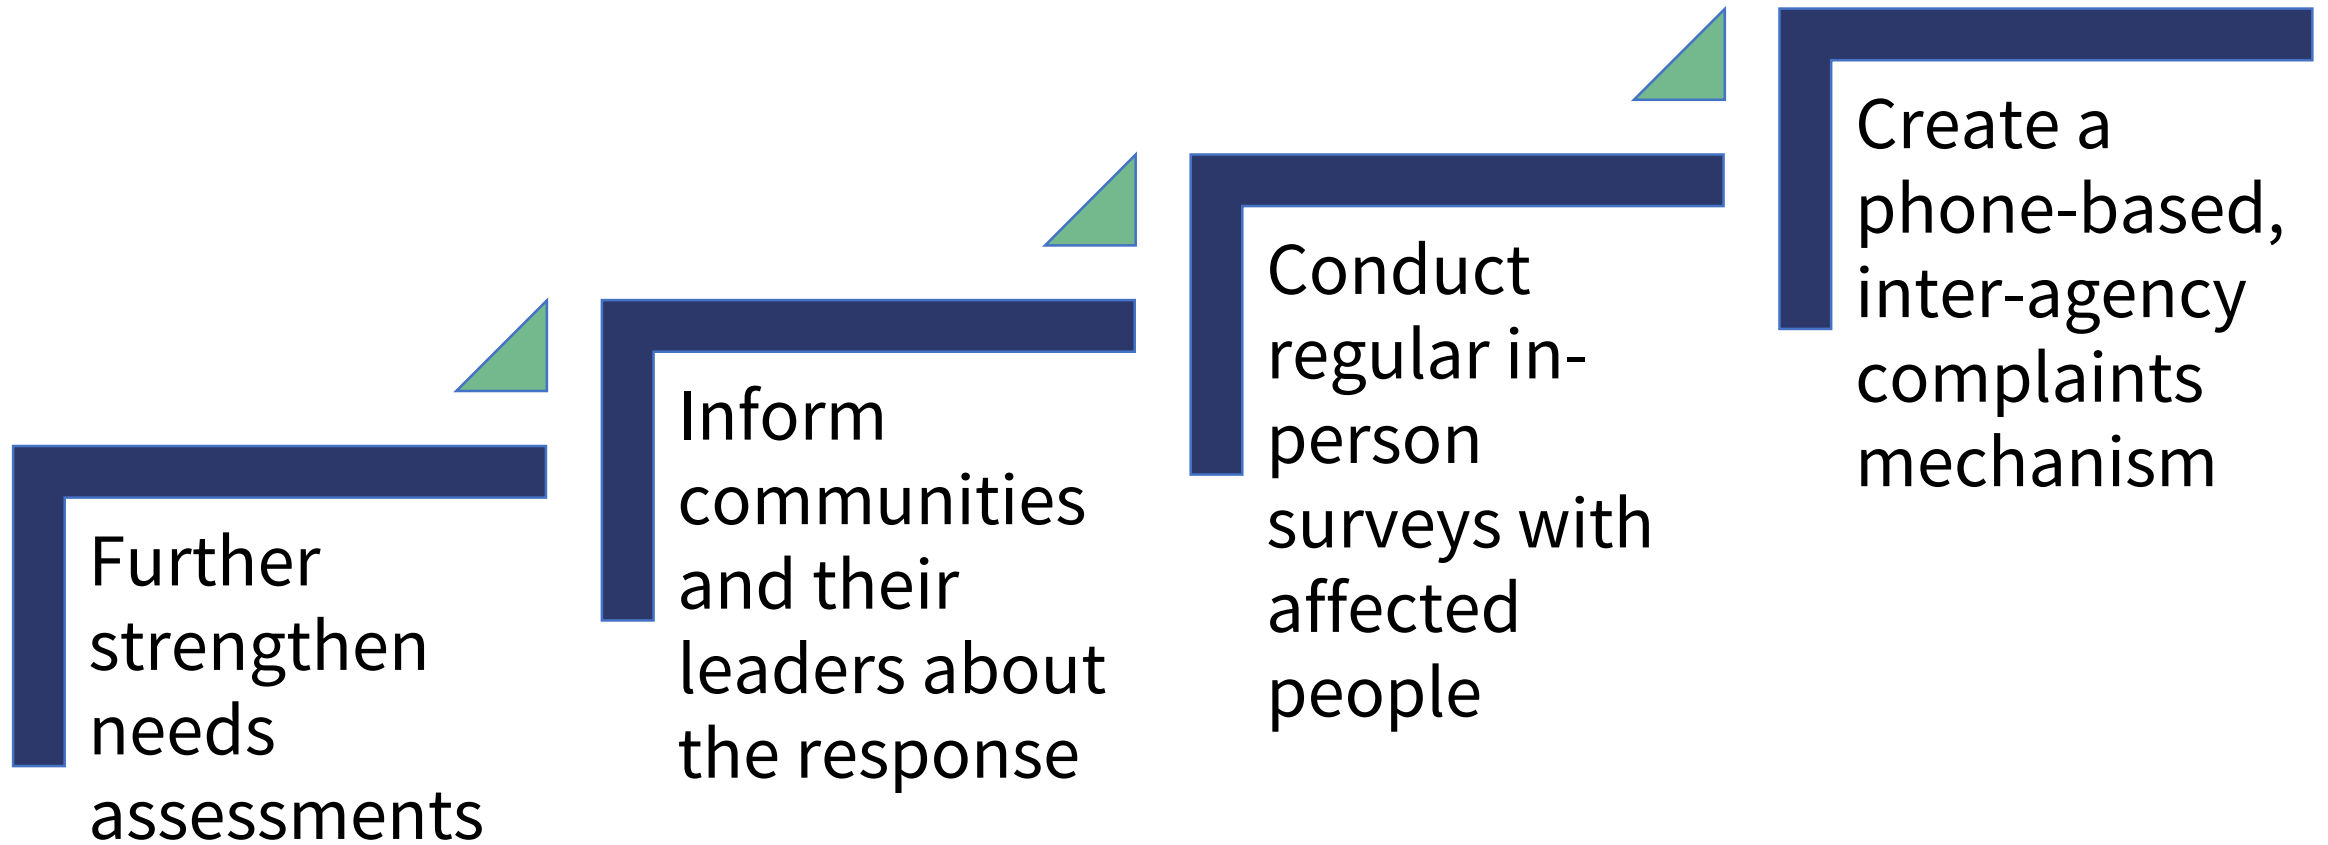 Further
strengthen
needs
assessments
Inform
communities
and their
leaders about
the response
Conduct
regular in-
person
surveys with
affected
people
Create a
phone-based,
inter-agency
complaints
mechanism